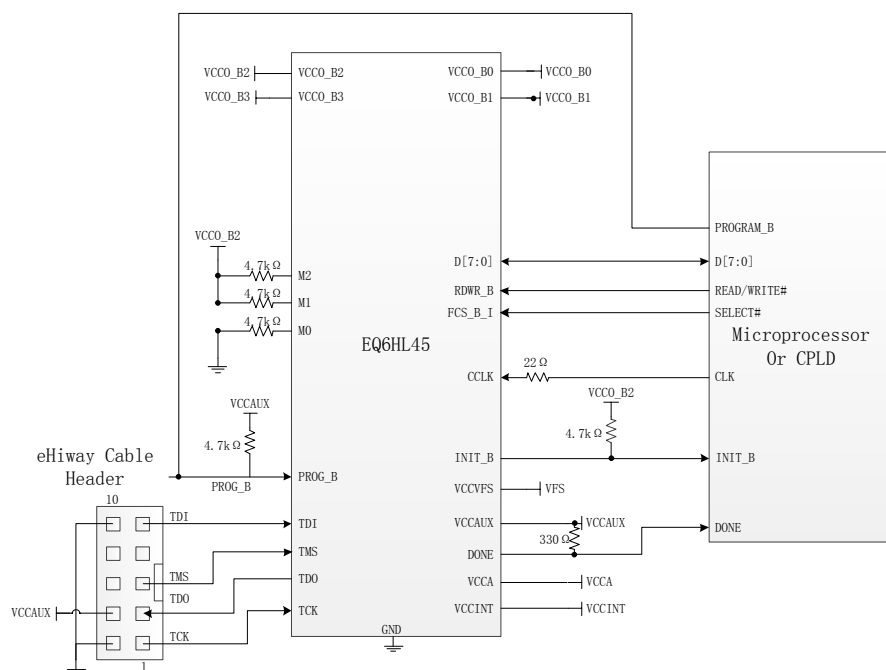 VCCO_B2
VCCO_B2
VCCO_B0
VCCO_B0
VCCO_B3
VCCO_B3
VCCO_B1
VCCO_B1
PROGRAM_B
VCCO_B2
4.7kΩ
M2
D[7:0]
D[7:0]
4.7kΩ
M1
RDWR_B
READ/WRITE#
4.7kΩ
M0
FCS_B_I
SELECT#
EQ6HL45
Microprocessor
Or CPLD
22Ω
CCLK
CLK
VCCAUX
VCCO_B2
4.7kΩ
4.7kΩ
eHiway Cable
Header
INIT_B
INIT_B
PROG_B
PROG_B
VCCVFS
VFS
10
TDI
TDI
VCCAUX
VCCAUX
DONE
330Ω
TMS
DONE
TMS
TDO
TDO
VCCA
VCCA
VCCAUX
TCK
TCK
VCCINT
VCCINT
GND
1